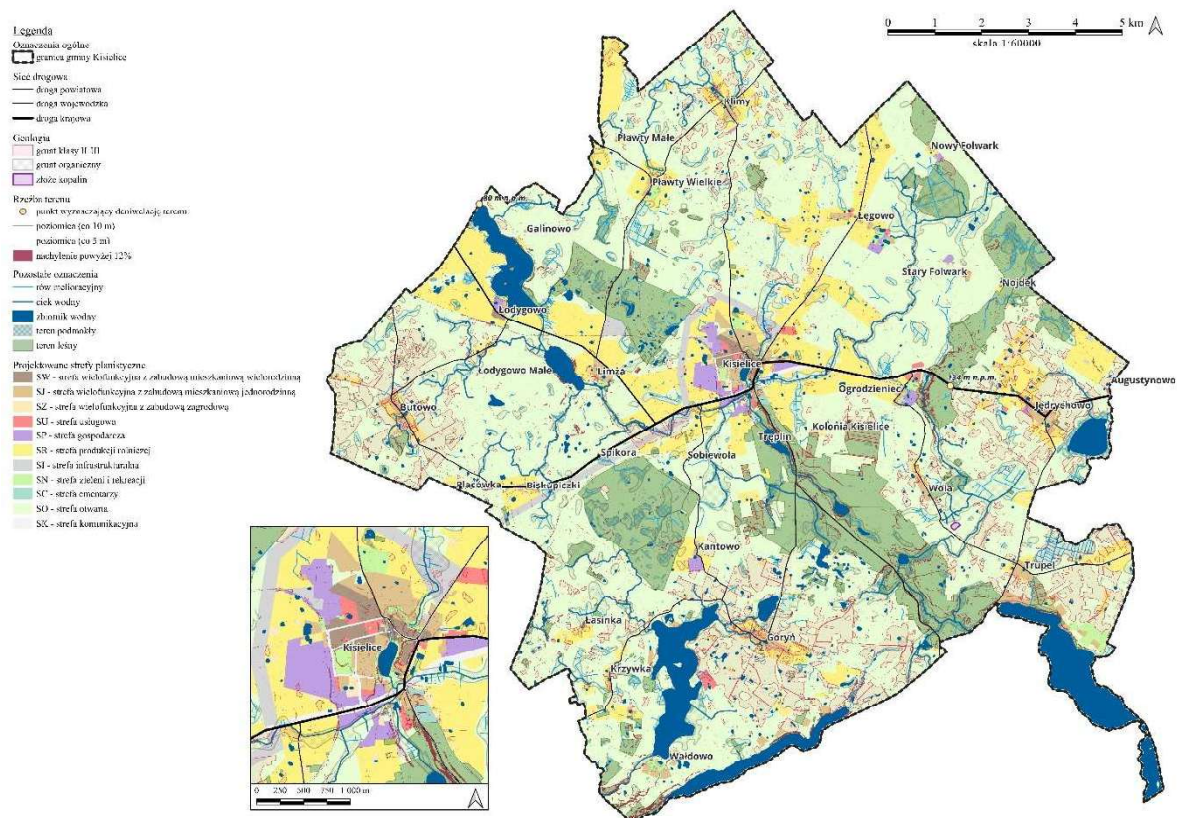 Legenda
Oznaczenia ogólne
granica gminy Kisielice
Sieć drogowa
droga powiatowa
droga wojewódzka
droga krajowa
Geologia
grunt klasy II-III
grunt organiczny
złoże kopalin
Rzeźba terenu
punkt wyznaczający deniwelację terenu
poziomica (co 10 m)
poziomica (co 5 m)
nachylenie powyżej 12%
Pozostałe oznaczenia
rów melioracyjny
ciek wodny
zbiornik wodny
teren podmokły
teren leśny
Projektowane strefy planistyczne
SW - strefa wielofunkcyjna z zabudową mieszkaniową wielorodzinną
SJ - strefa wielofunkcyjna z zabudową mieszkaniową jednorodzinną
SZ - strefa wielofunkcyjna z zabudową zagrodową
SU - strefa usługowa
SP - strefa gospodarcza
SR - strefa produkcji rolniczej
SI - strefa infrastrukturalna
SN - strefa zieleni i rekreacji
SC - strefa cmentarzy
SO - strefa otwarta
SK - strefa komunikacyjna
0 1 2 3 4 5 km
skala 1:60000
Klimy
Pławty Małe
Nowy Folwark
Pławty Wielkie
80 m n.p.m.
Łęgowo
Galinowo
Stary Folwark
Nojdek
Łodygowo
Łodygowo Małe
Limża
Kisielice
134 m n.p.m.
Augustynowo
Ogrodzieniec
Jędrychowo
Butowo
Tręplin
Kolonia Kisielice
Spikora
Sobiewola
Placówka
Biskupiczki
Wola
Kantowo
Trupel
Łasinka
Goryń
Krzywka
Wałdowo
Kisielice
0 250 500 750 1 000 m